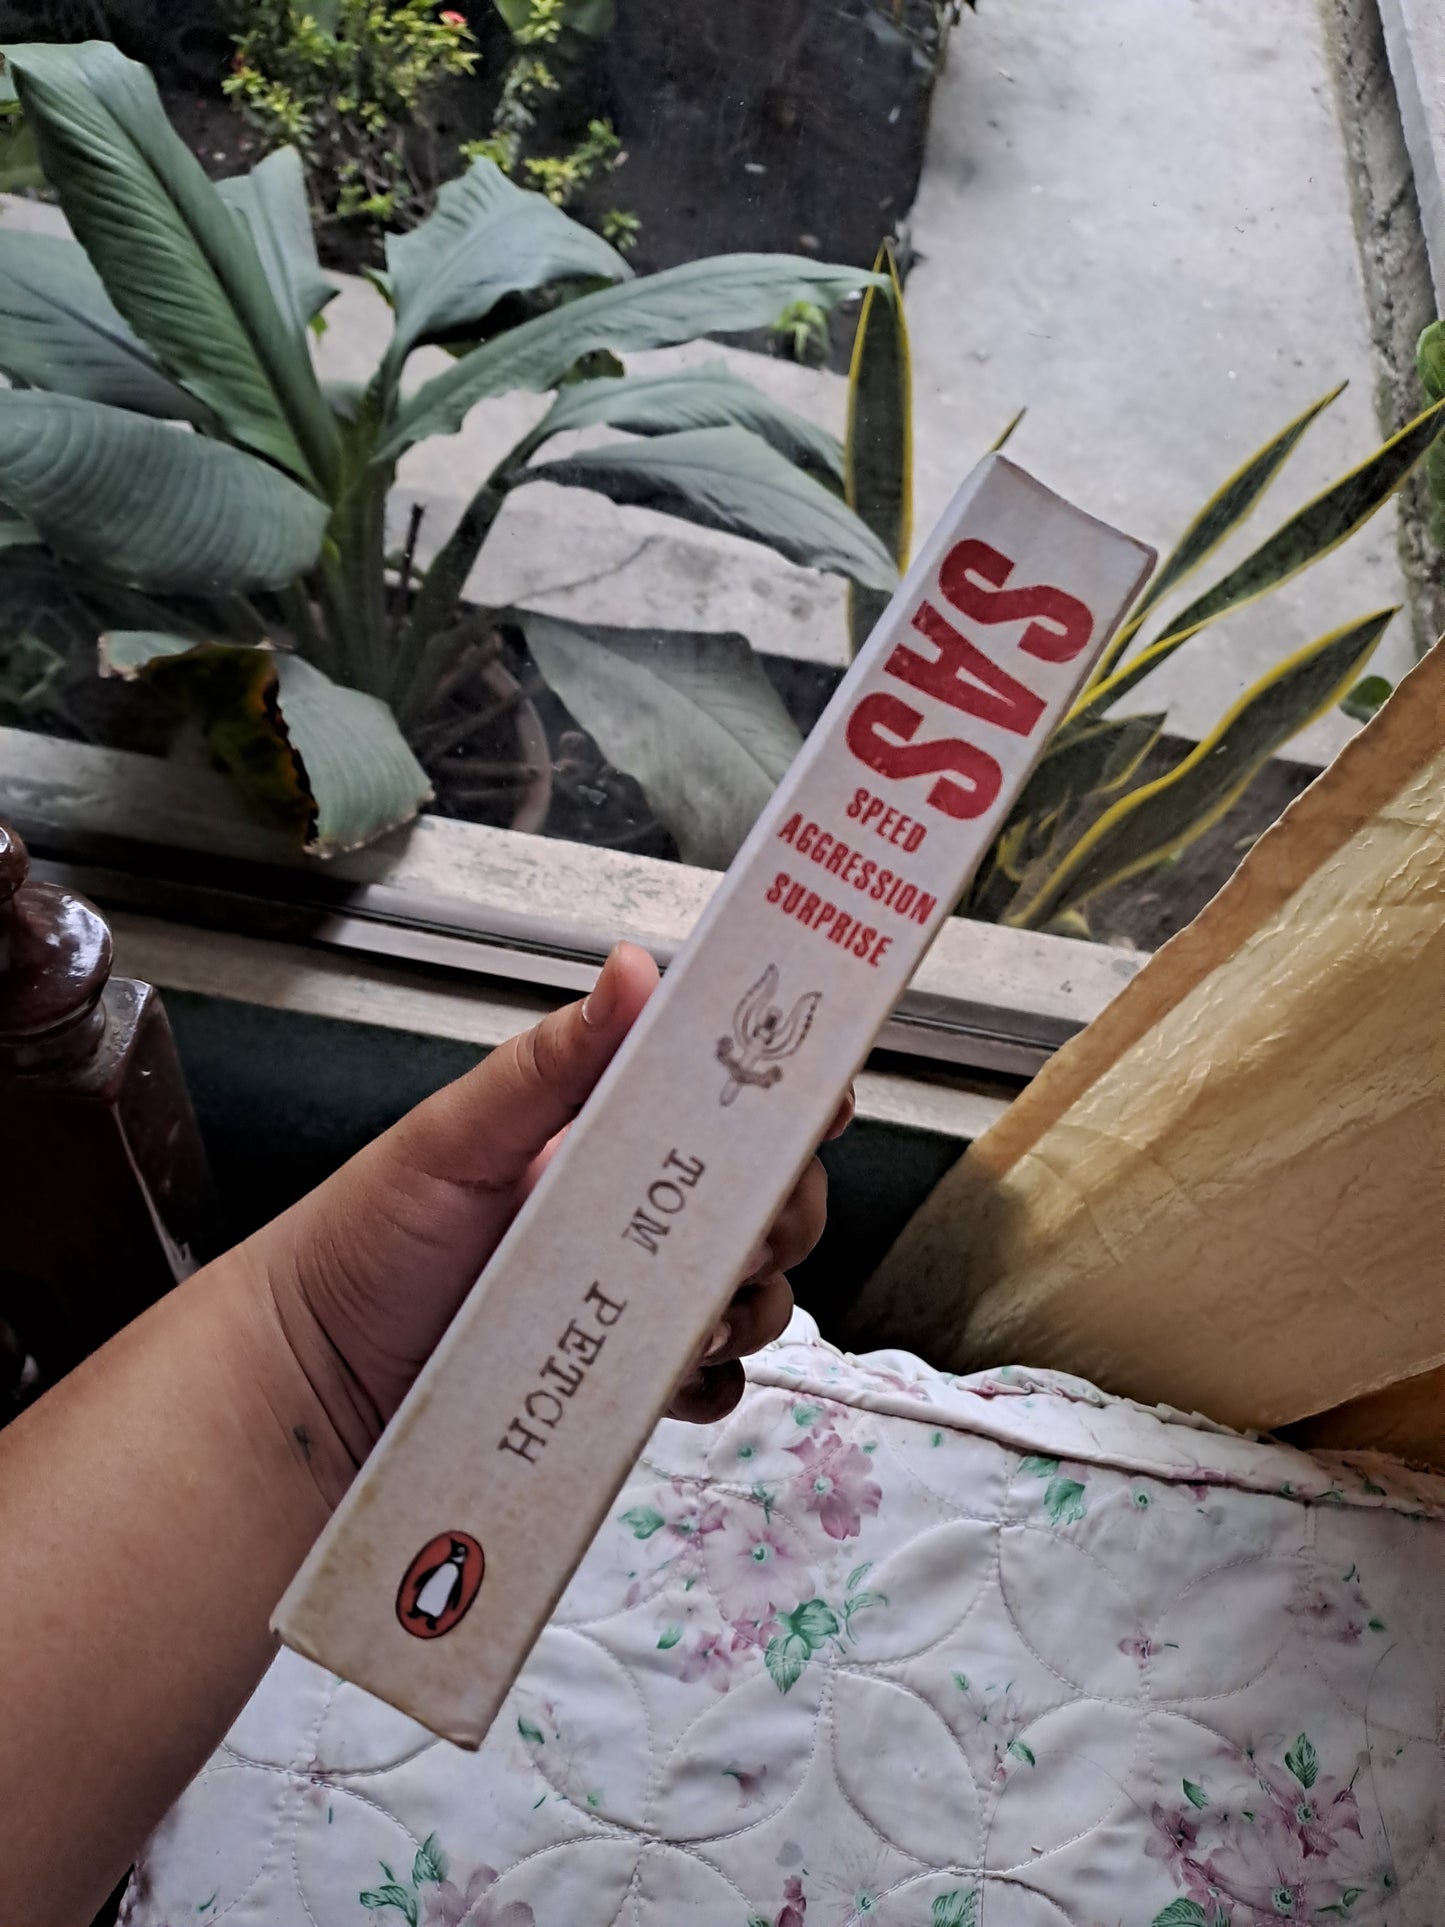 SAS
SPEED
AGGRESSION
SURPRISE
TOM PETCH